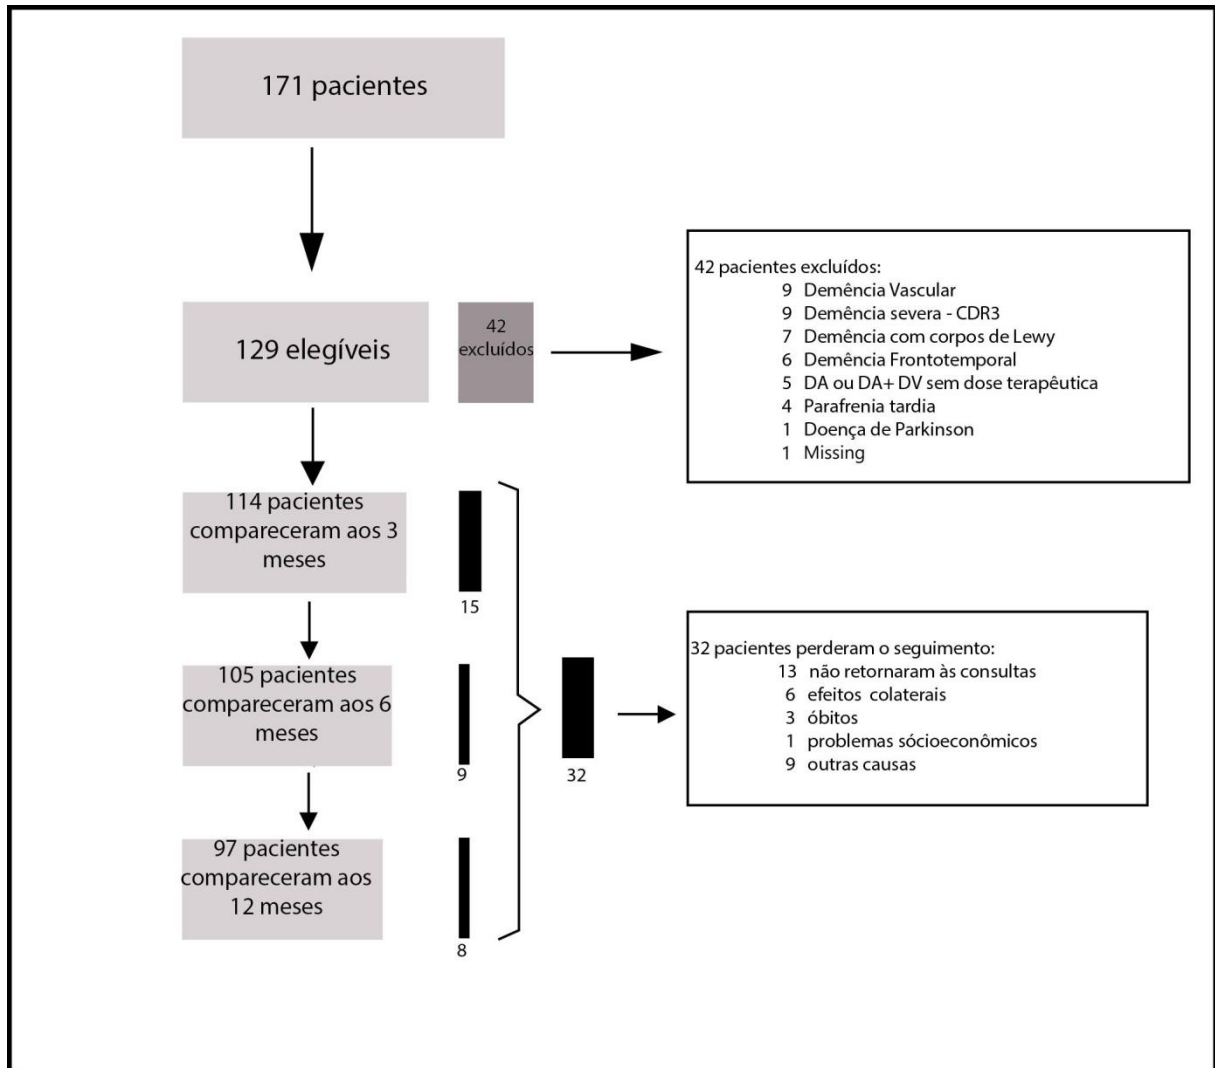 171 pacientes
129 elegíveis
42
excluídos
42 pacientes excluídos:
9 Demência Vascular
9 Demência severa - CDR3
7 Demência com corpos de Lewy
6 Demência Frontotemporal
5 DA ou DA+ DV sem dose terapêutica
4 Parafrenia tardia
1 Doença de Parkinson
1 Missing
114 pacientes
compareceram aos 3
meses
15
105 pacientes
compareceram aos 6
meses
9
32
32 pacientes perderam o seguimento:
13 não retornaram às consultas
6 efeitos colaterais
3 óbitos
1 problemas sócioeconômicos
9 outras causas
97 pacientes
compareceram aos
12 meses
8